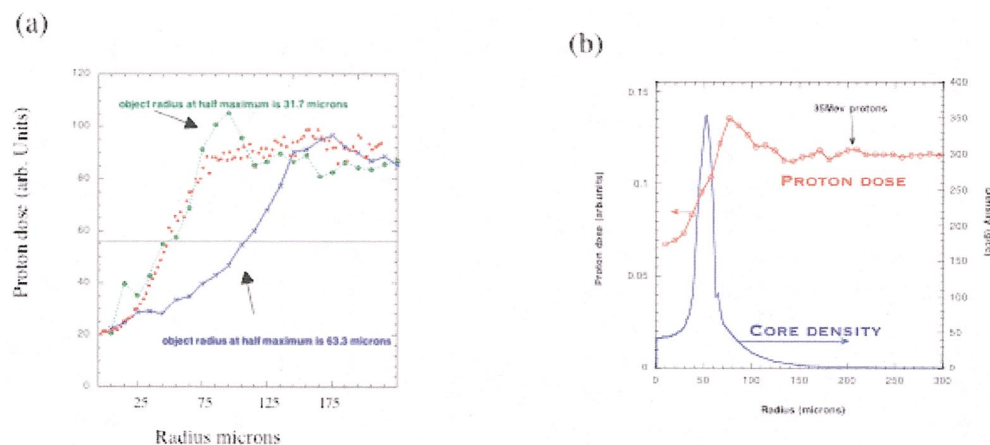 (a)
120
100
80
60
40
20
0
Proton dose (arb. Units)
object radius at half maximum is 31.7 microns
object radius at half maximum is 63.3 microns
25
75
125
175
Radius microns
(b)
0.15
0.1
0.05
0
Proton dose (arb.units)
400
350
300
250
200
150
100
50
0
Density (g/cc)
35Mev protons
PROTON DOSE
CORE DENSITY
0
50
100
150
200
250
300
Radius (microns)